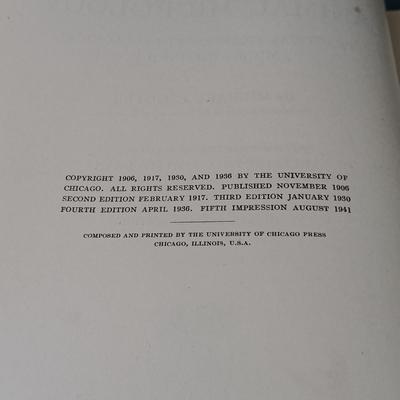 COPYRIGHT 1906, 1917, 1930, AND 1936 BY THE UNIVERSITY OF
CHICAGO. ALL RIGHTS RESERVED. PUBLISHED NOVEMBER 1906
SECOND EDITION FEBRUARY 1917. THIRD EDITION JANUARY 1930
FOURTH EDITION APRIL 1936. FIFTH IMPRESSION AUGUST 1941
COMPOSED AND PRINTED BY THE UNIVERSITY OF CHICAGO PRESS
CHICAGO, ILLINOIS, U.S.A.